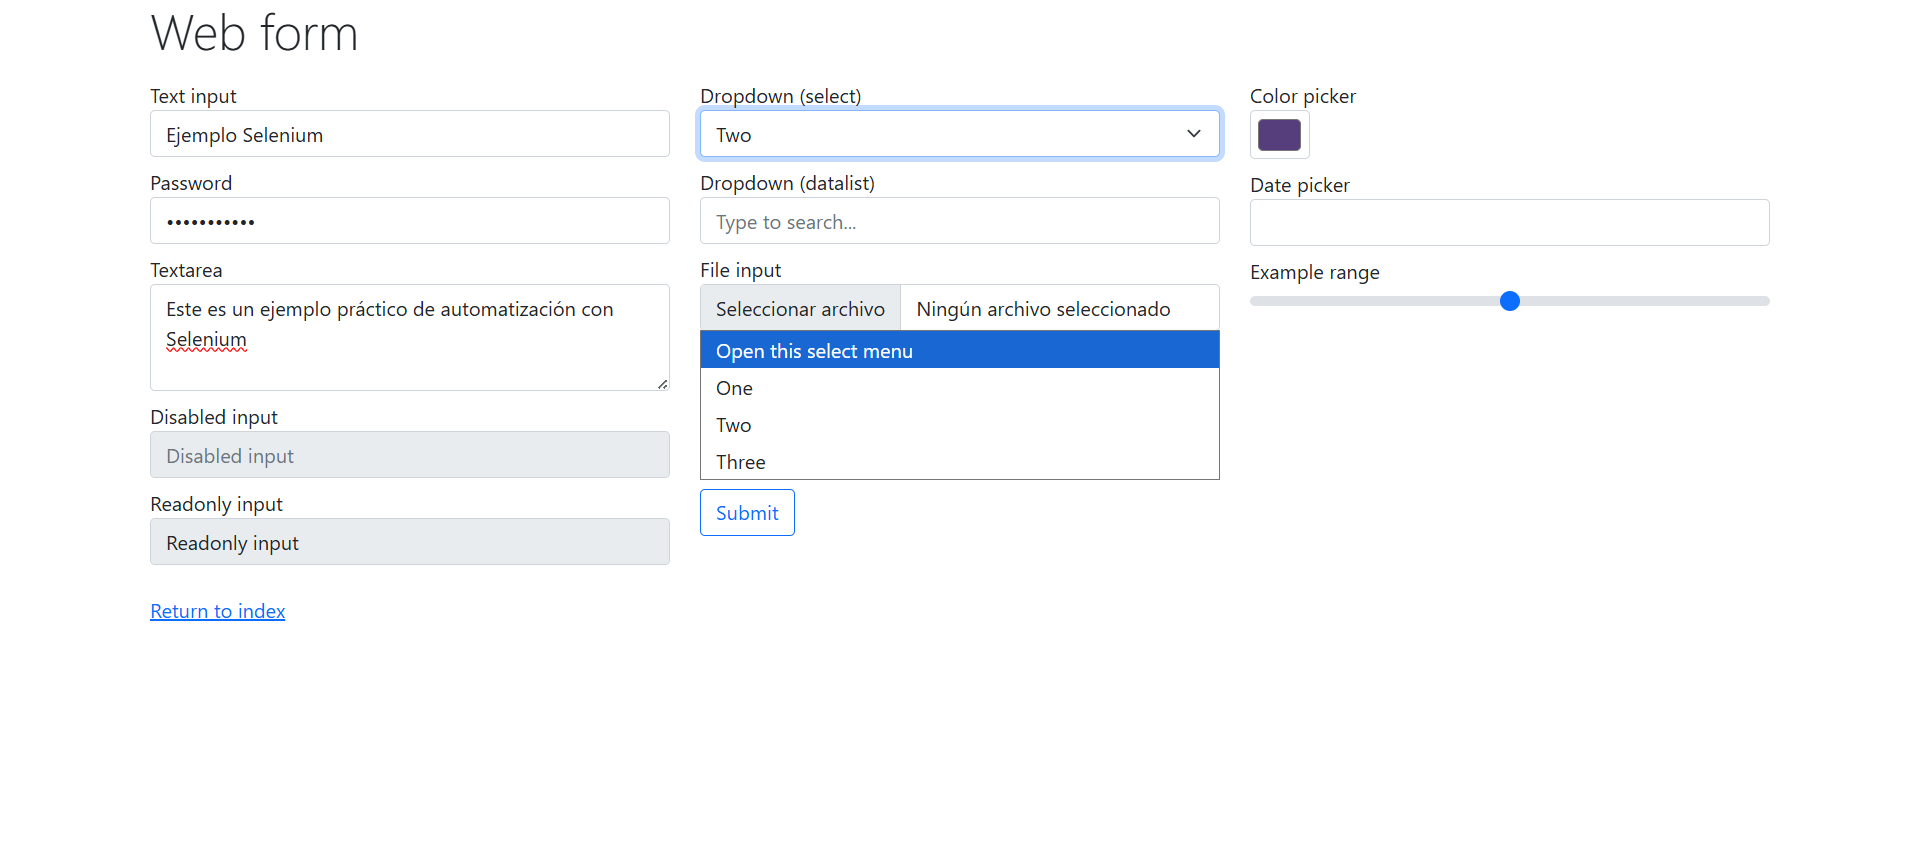 Web form
Text input
Ejemplo Selenium
Password
•••••••••••
Textarea
Este es un ejemplo práctico de automatización con
Selenium
Disabled input
Disabled input
Readonly input
Readonly input
Return to index
Dropdown (select)
Two
Dropdown (datalist)
Type to search...
File input
Seleccionar archivo Ningún archivo seleccionado
Open this select menu
One
Two
Three
Submit
Color picker
Date picker
Example range